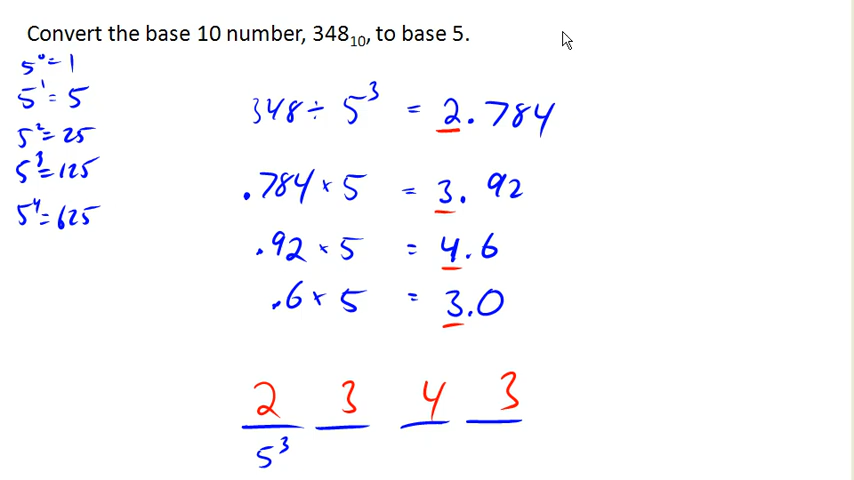 Convert the base 10 number, 348₁₀, to base 5.
5⁰=1
5¹=5
5²=25
5³=125
5⁴=625
348÷ 5³ = 2.784
.784×5 = 3.92
.92×5 = 4.6
.6×5 = 3.0
2 3 4 3
5³